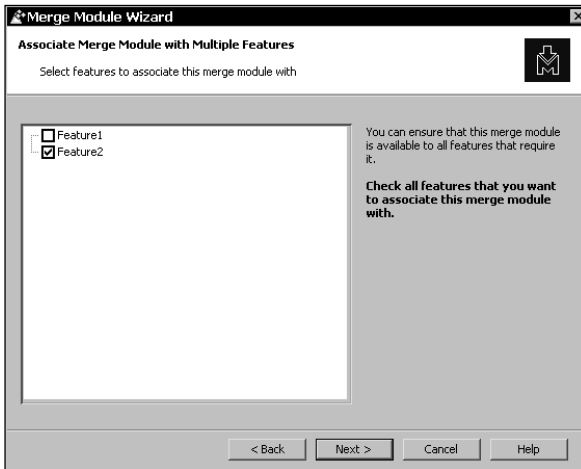 Merge Module Wizard
Associate Merge Module with Multiple Features
Select features to associate this merge module with
Feature1
Feature2
You can ensure that this merge module
is available to all features that require
it.
Check all features that you want
to associate this merge module
with.
< Back
Next >
Cancel
Help